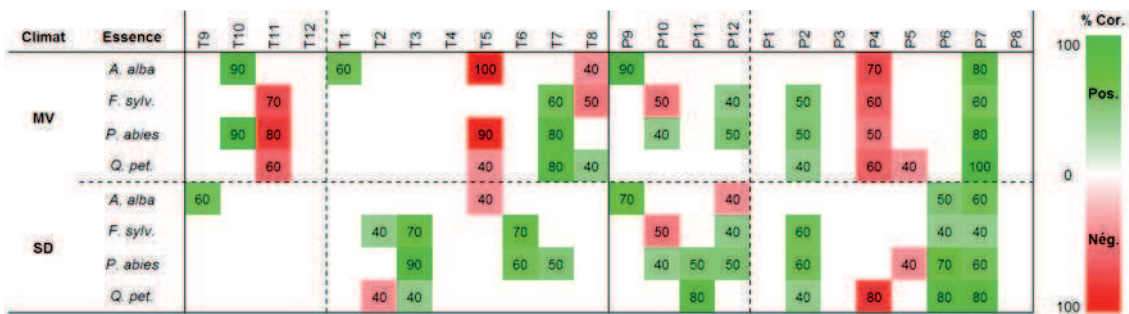 Climat Essence T9 T10 T11 T12 T1 T2 T3 T4 T5 T6 T7 T8 P9 P10 P11 P12 P1 P2 P3 P4 P5 P6 P7 P8 % Cor.
A. alba 90 60 100 40 90 70 80 100
F. sylv. 70 60 50 50 40 50 60 60 Pos.
MV
P. abies 90 80 90 80 40 50 50 50 80
Q. pet. 60 40 80 40 40 60 40 100 0
A. alba 60 40 90 40 50 60
F. sylv. 40 70 70 50 40 60 40 40 Nég.
SD
P. abies 90 60 50 40 50 50 60 40 70 60
Q. pet. 40 40 80 40 80 80 80 100